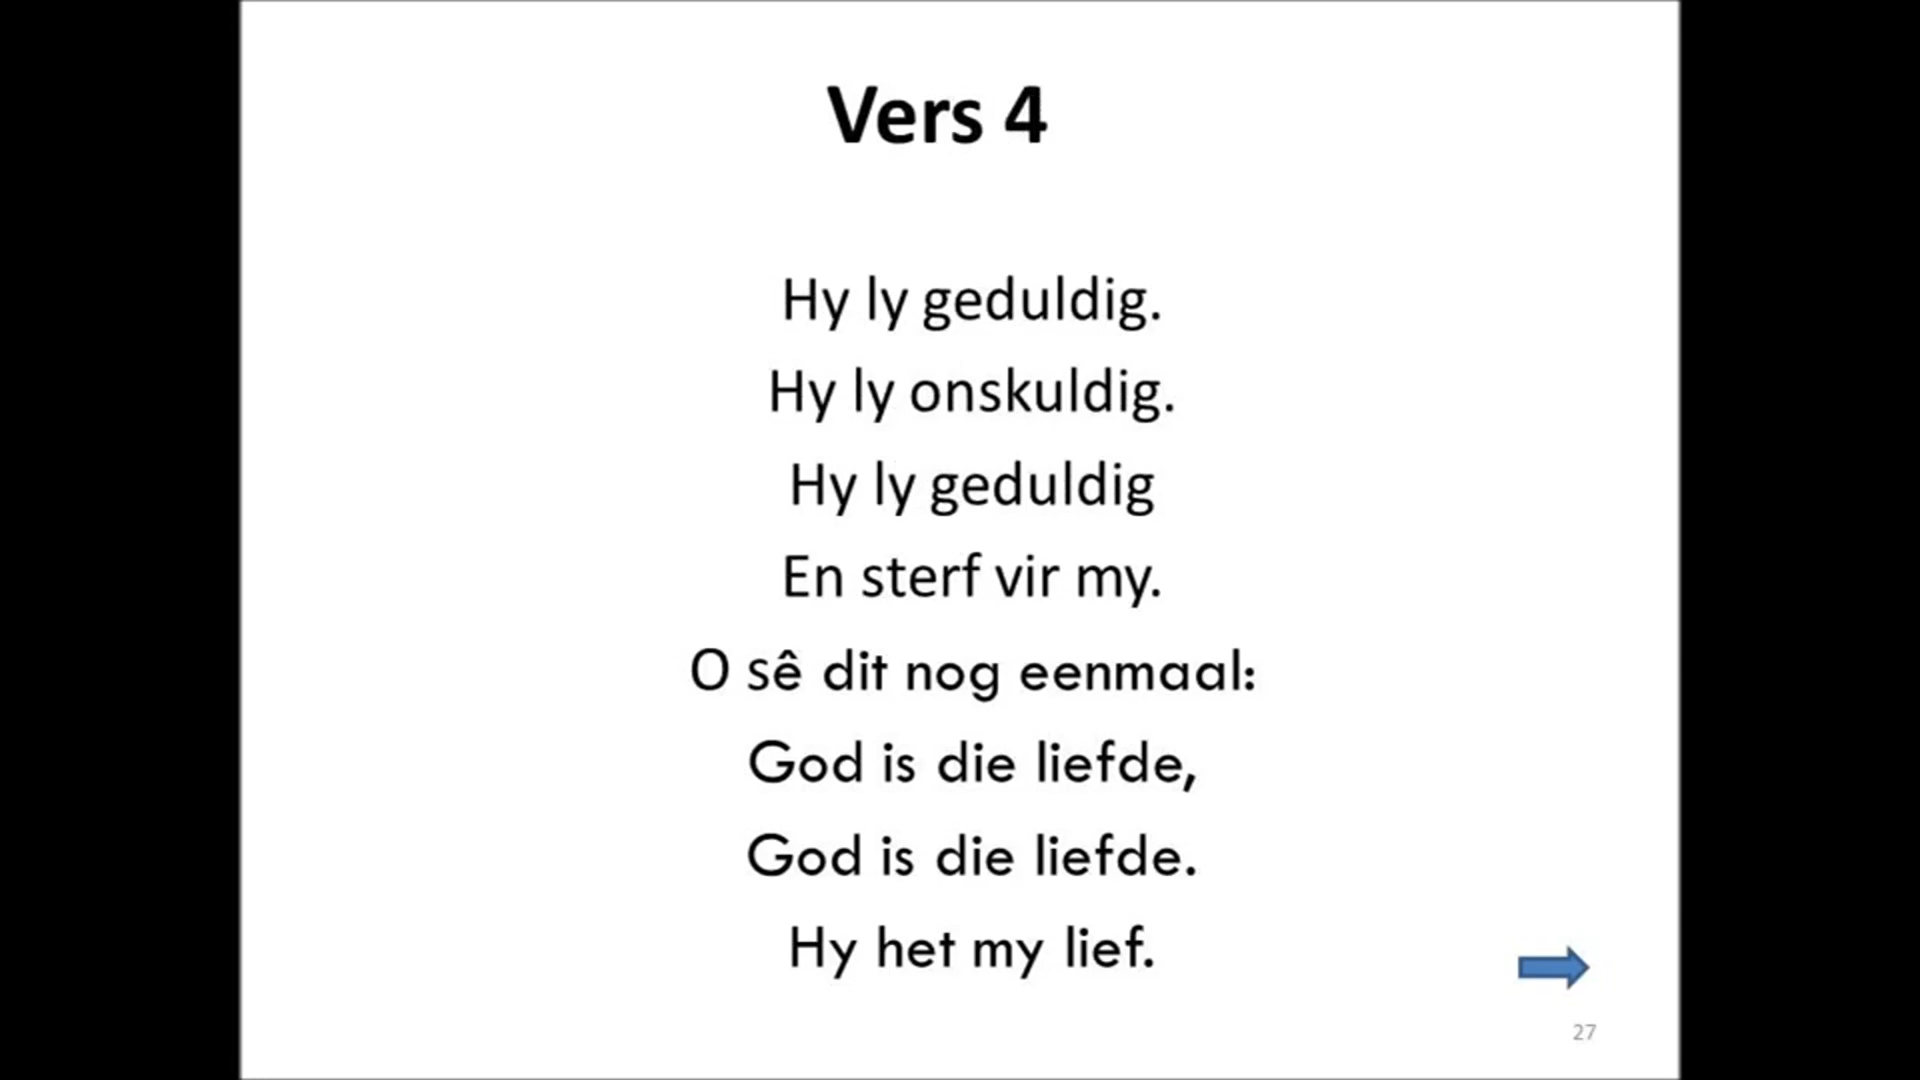 Vers 4
Hy ly geduldig.
Hy ly onskuldig.
Hy ly geduldig
En sterf vir my.
O sê dit nog eenmaal:
God is die liefde,
God is die liefde.
Hy het my lief.
27